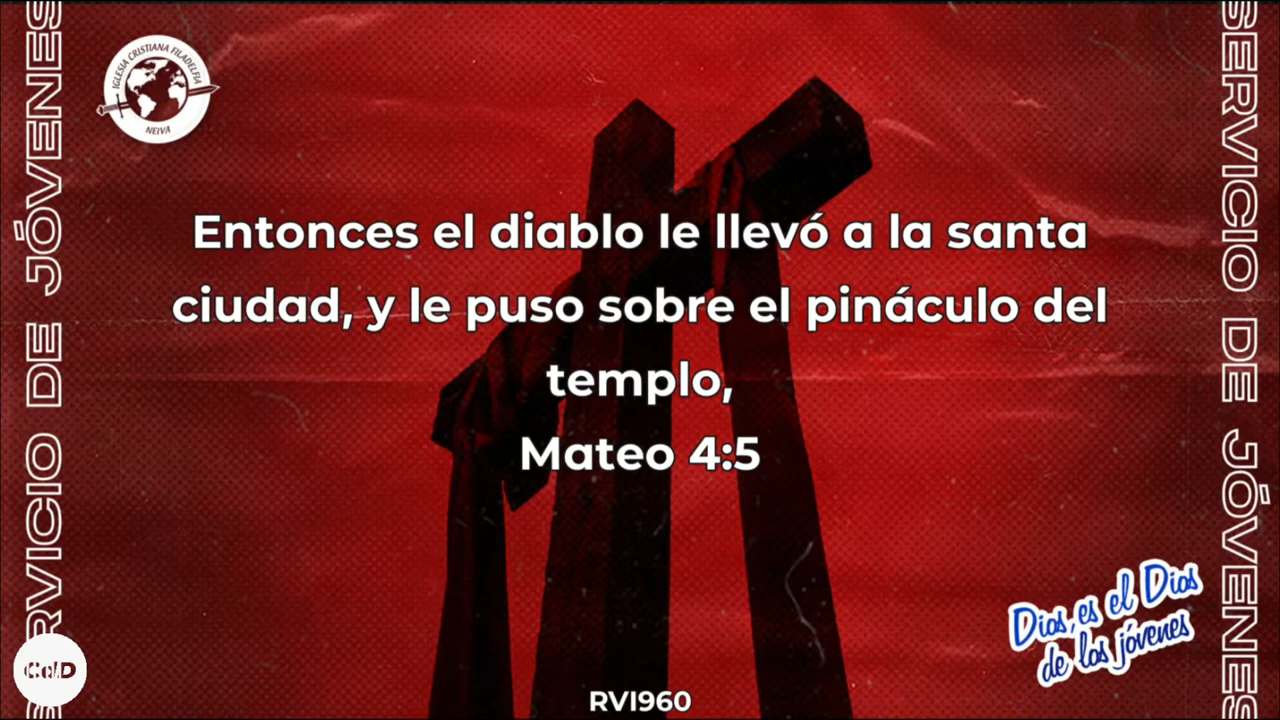 SERVICIO DE JÓVENES
IGLESIA CRISTIANA FILADELFIA
NEIVA
Entonces el diablo le llevó a la santa
ciudad, y le puso sobre el pináculo del
templo,
Mateo 4:5
Dios, es el Dios
de los jóvenes
RVI960
SERVICIO DE JÓVENES